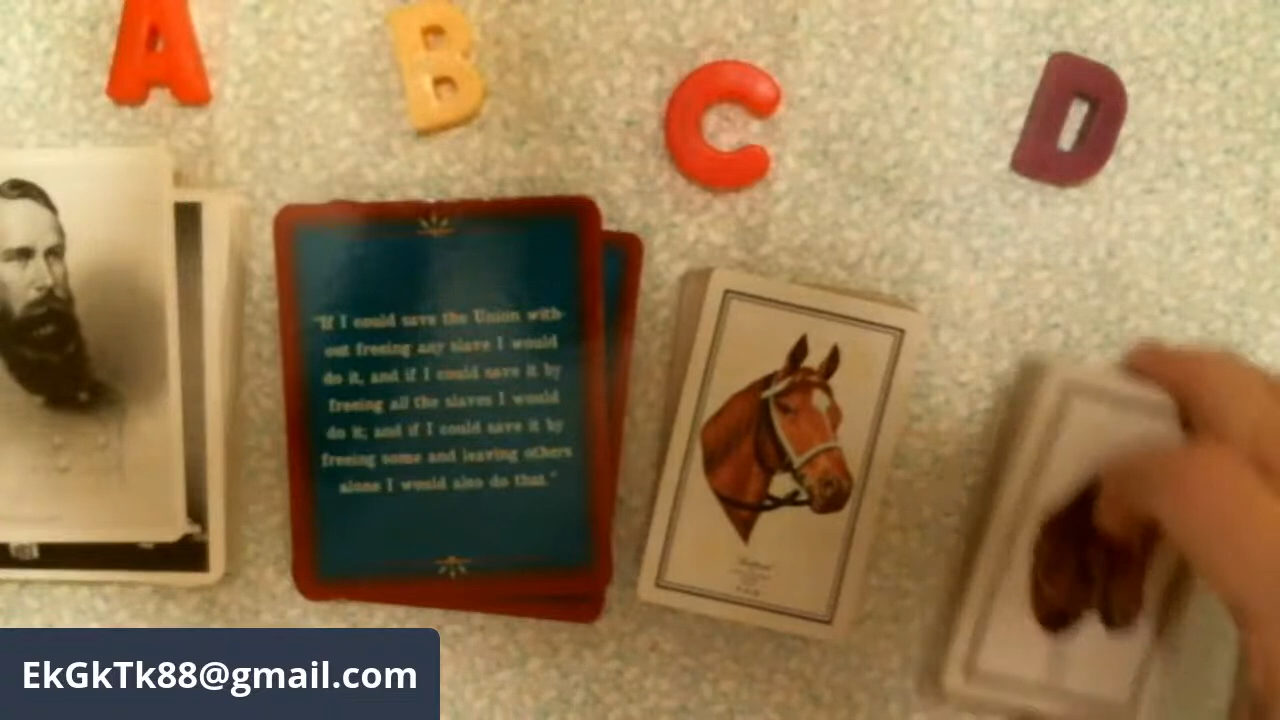 A
B
C
D
"If I could save the Union with-
out freeing any slave I would
do it, and if I could save it by
freeing all the slaves I would
do it; and if I could save it by
freeing some and leaving others
alone I would also do that."
EkGkTk88@gmail.com